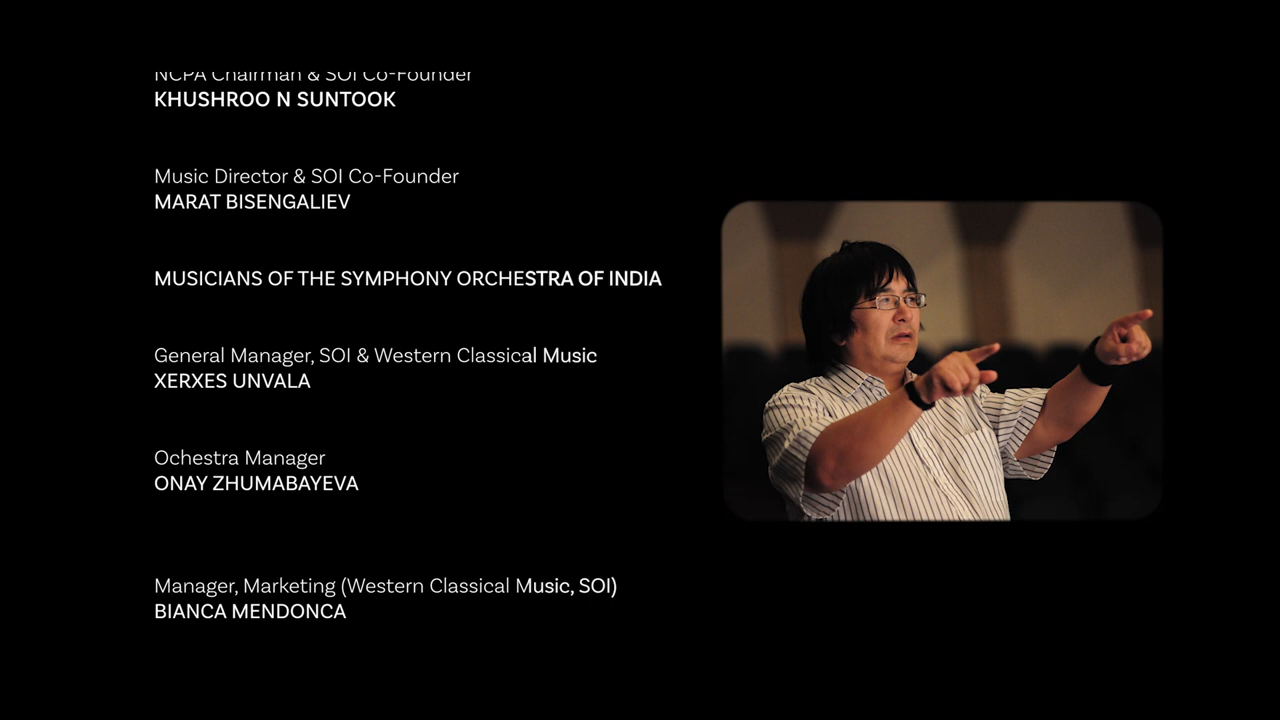 NCPA Chairman & SOI Co-Founder
KHUSHROO N SUNTOOK
Music Director & SOI Co-Founder
MARAT BISENGALIEV
MUSICIANS OF THE SYMPHONY ORCHESTRA OF INDIA
General Manager, SOI & Western Classical Music
XERXES UNVALA
Ochestra Manager
ONAY ZHUMABAYEVA
Manager, Marketing (Western Classical Music, SOI)
BIANCA MENDONCA